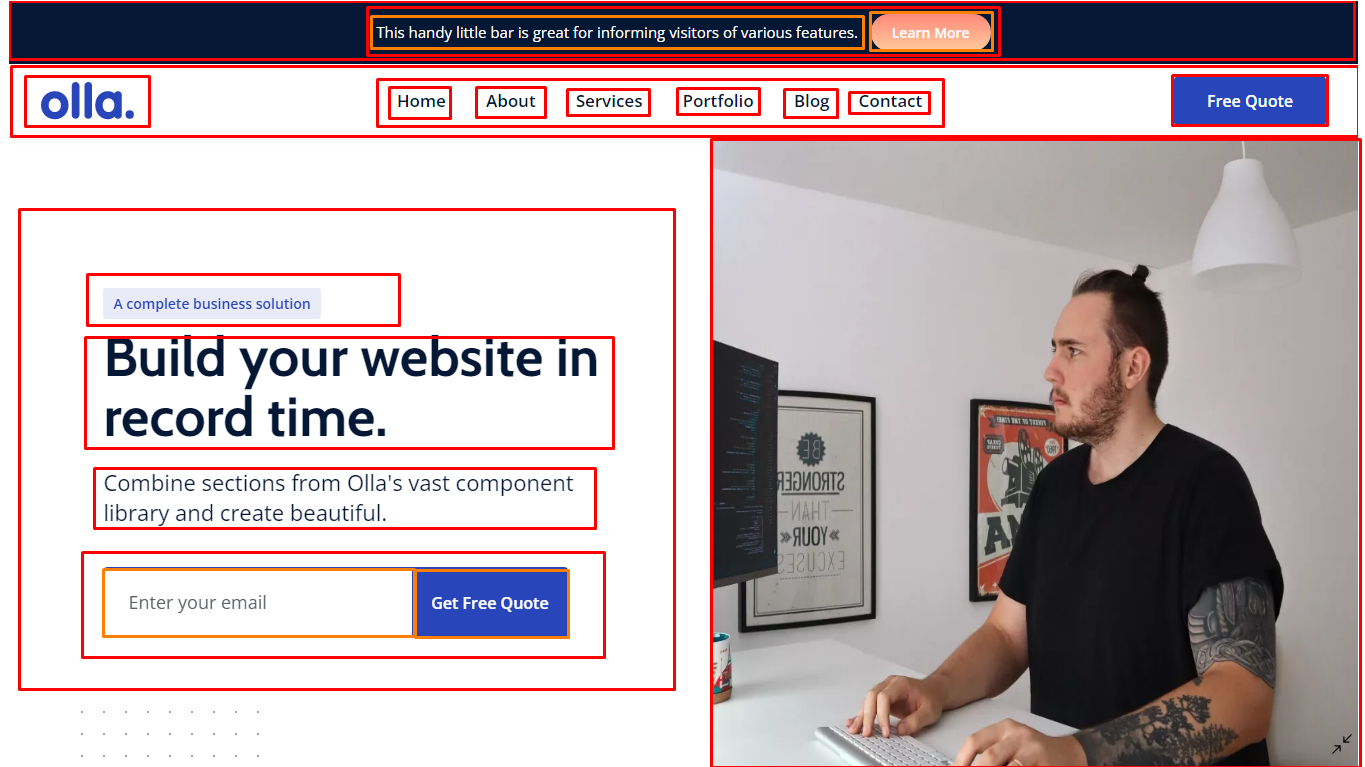 This handy little bar is great for informing visitors of various features. Learn More
olla. Home About Services Portfolio Blog Contact Free Quote
A complete business solution
Build your website in
record time.
Combine sections from Olla's vast component
library and create beautiful.
Enter your email Get Free Quote
BE
STRONGER
THAN
YOUR
EXCUSES